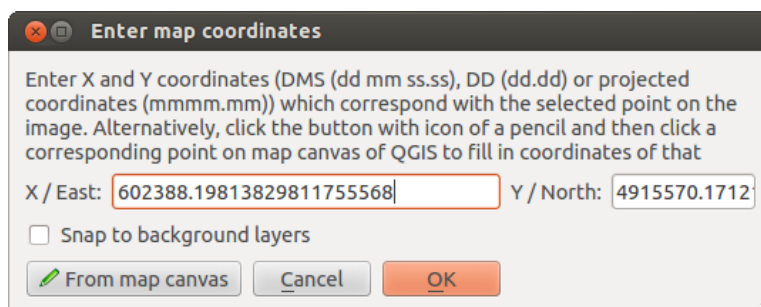 Enter map coordinates
Enter X and Y coordinates (DMS (dd mm ss.ss), DD (dd.dd) or projected
coordinates (mmmm.mm)) which correspond with the selected point on the
image. Alternatively, click the button with icon of a pencil and then click a
corresponding point on map canvas of QGIS to fill in coordinates of that
X / East: 602388.19813829811755568 Y / North: 4915570.1712
Snap to background layers
From map canvas Cancel OK